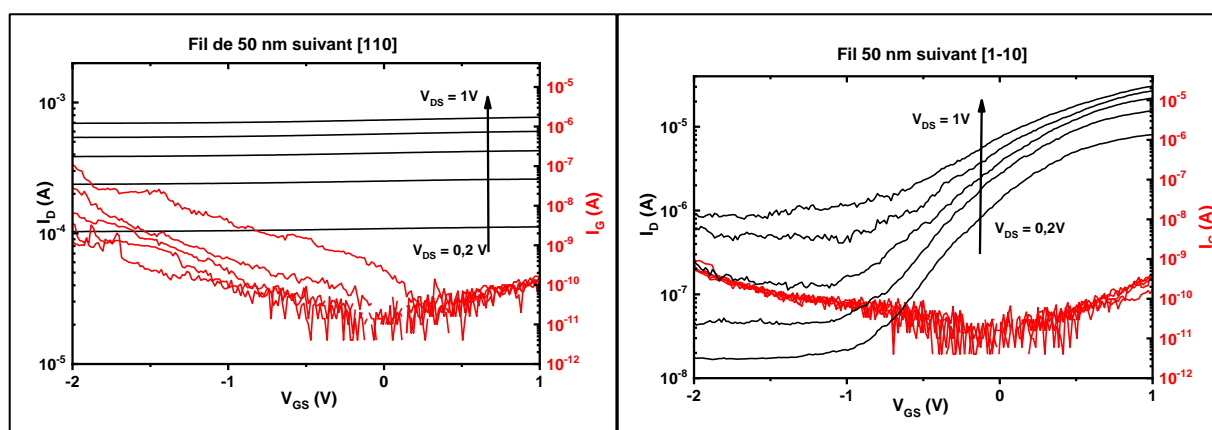 Fil de 50 nm suivant [110]
10⁻³
10⁻⁴
10⁻⁵
I_D (A)
V_DS = 1V
V_DS = 0,2 V
10⁻⁵
10⁻⁶
10⁻⁷
10⁻⁸
10⁻⁹
10⁻¹⁰
10⁻¹¹
10⁻¹²
I_G (A)
-2
-1
0
1
V_GS (V)
Fil 50 nm suivant [1-10]
10⁻⁵
10⁻⁶
10⁻⁷
10⁻⁸
I_D (A)
V_DS = 1V
V_DS = 0,2V
10⁻⁵
10⁻⁶
10⁻⁷
10⁻⁸
10⁻⁹
10⁻¹⁰
10⁻¹¹
10⁻¹²
(A)
-2
-1
0
1
V_GS (V)